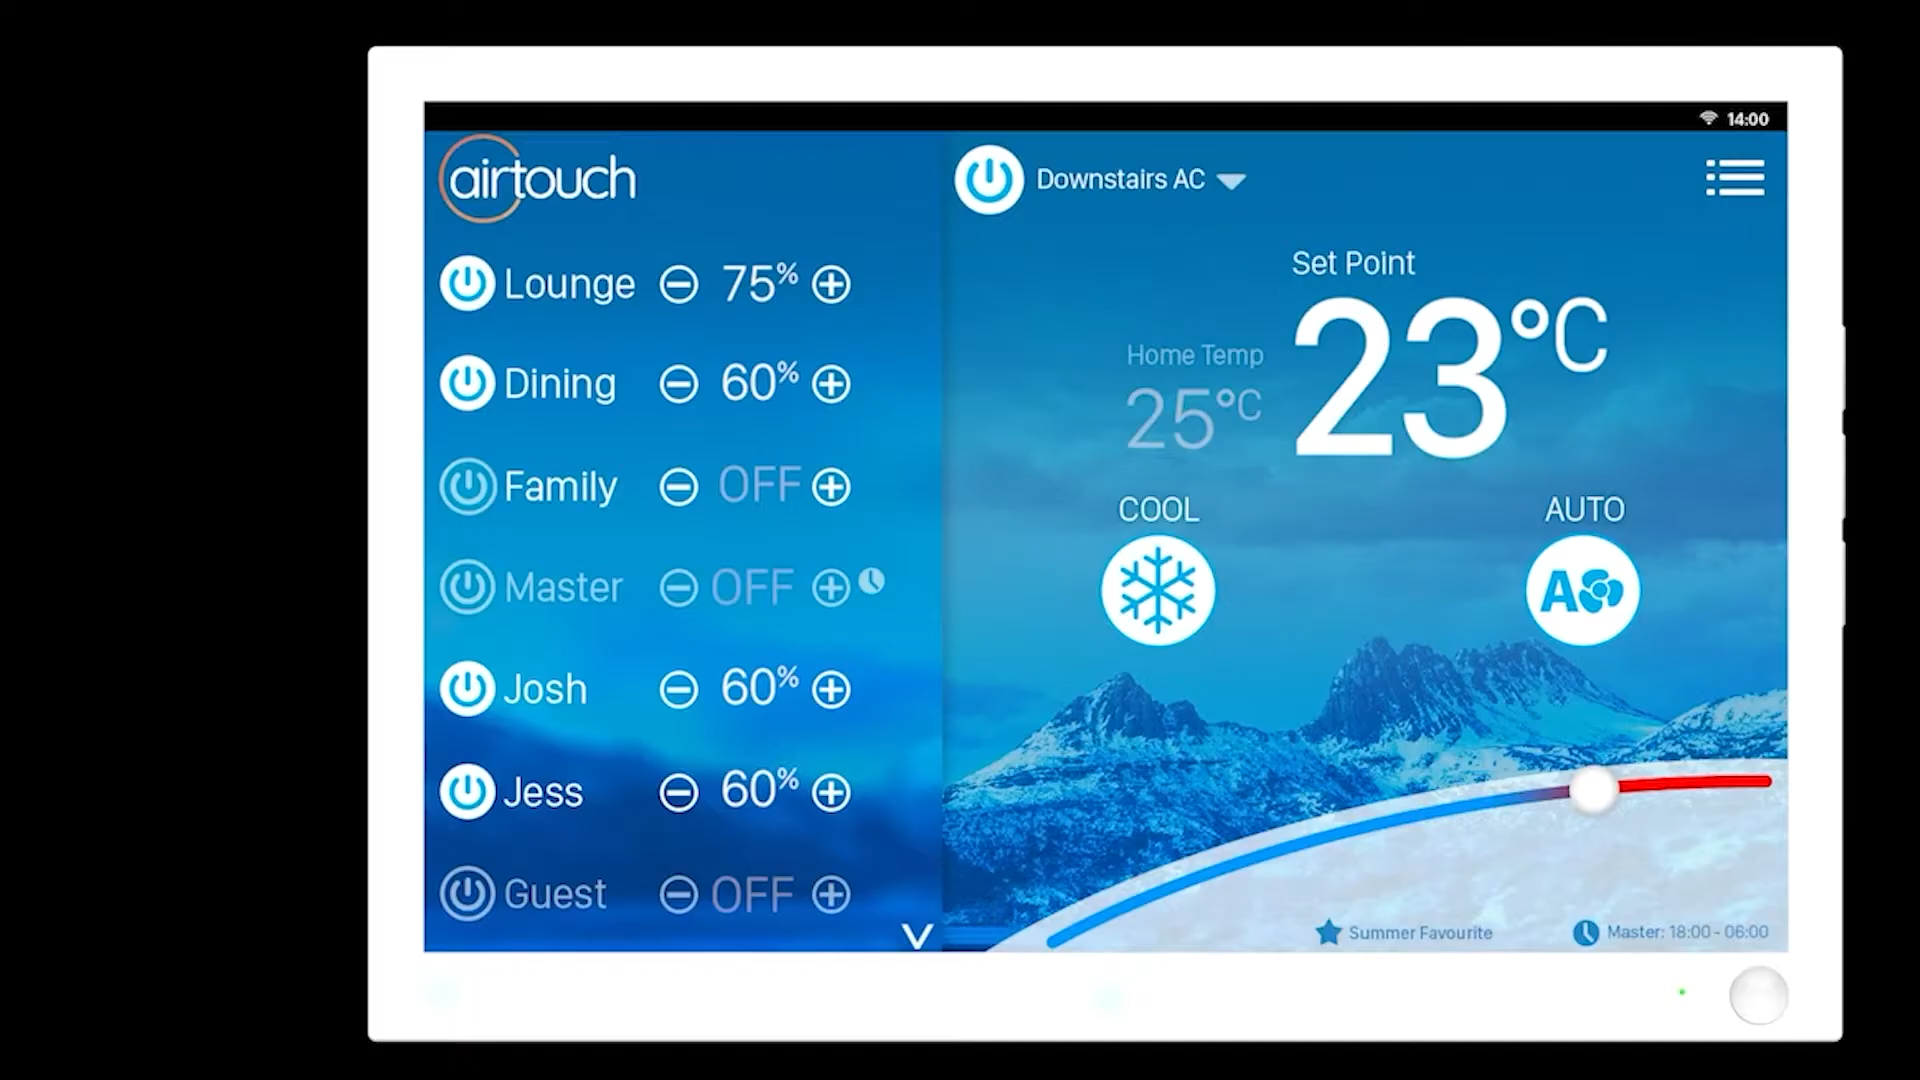 14:00
airtouch
Downstairs AC
Lounge 75%
Dining 60%
Family OFF
Master OFF
Josh 60%
Jess 60%
Guest OFF
Set Point
23°C
Home Temp
25°C
COOL
AUTO
A
Summer Favourite
Master: 18:00 - 06:00